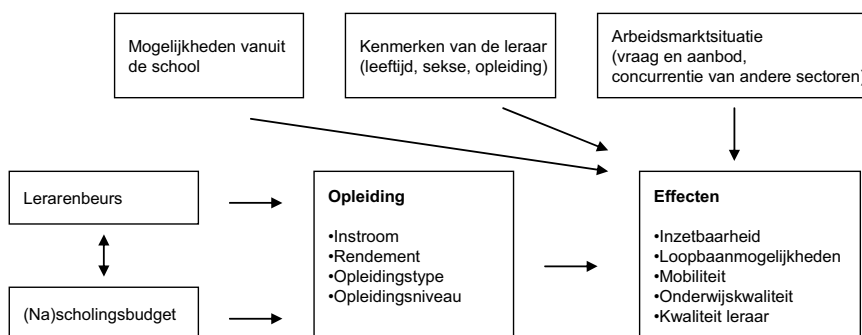 Mogelijkheden vanuit
de school
Kenmerken van de leraar
(leeftijd, sekse, opleiding)
Arbeidsmarktsituatie
(vraag en aanbod,
concurrentie van andere sectoren)
Lerarenbeurs
(Na)scholingsbudget
Opleiding
•Instroom
•Rendement
•Opleidingstype
•Opleidingsniveau
Effecten
•Inzetbaarheid
•Loopbaanmogelijkheden
•Mobiliteit
•Onderwijskwaliteit
•Kwaliteit leraar